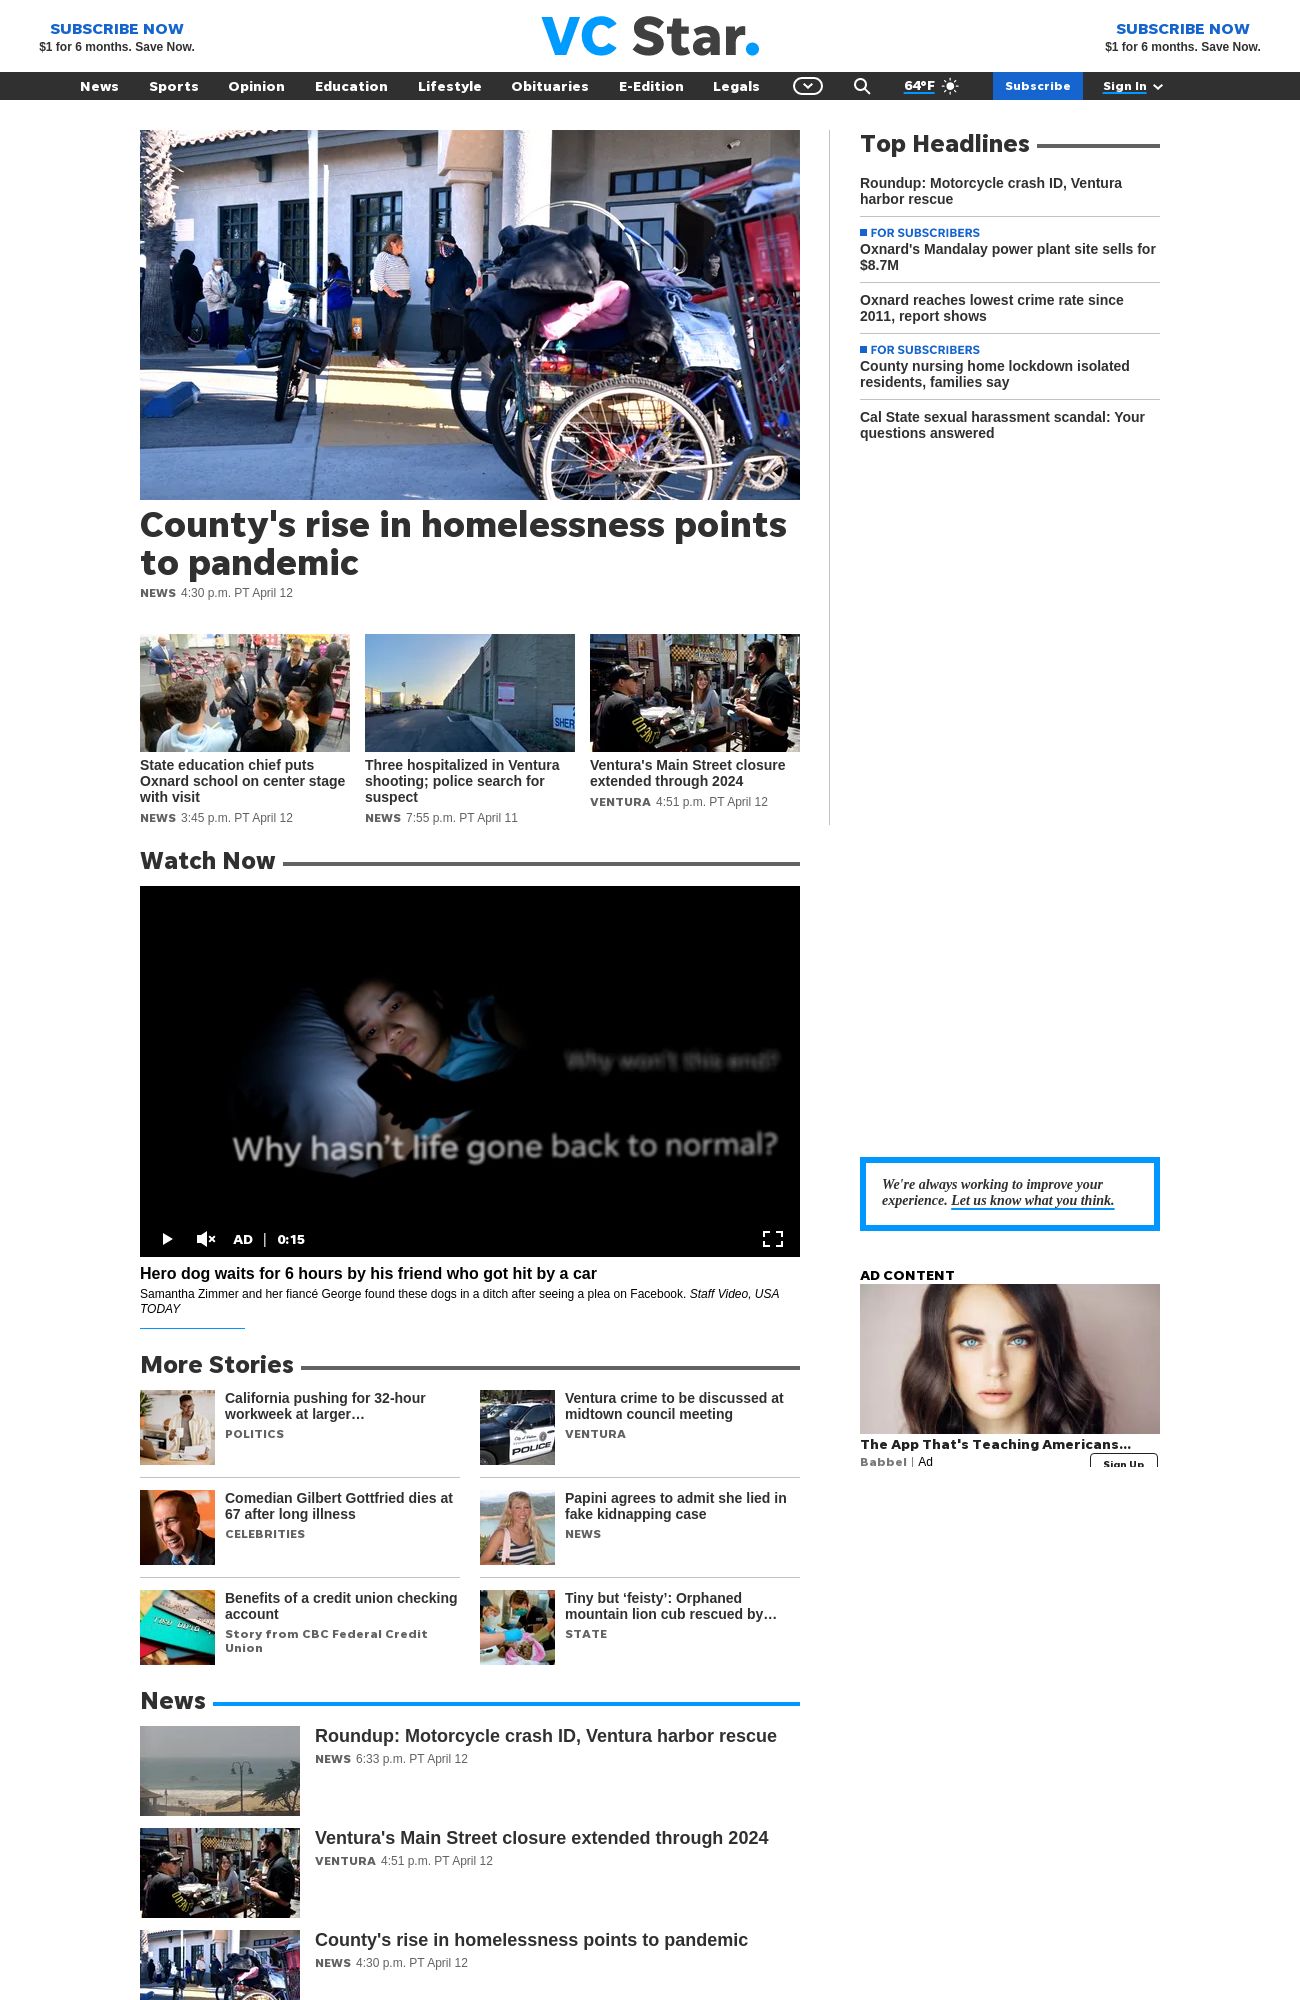 SUBSCRIBE NOW
$1 for 6 months. Save Now.
VC Star.
SUBSCRIBE NOW
$1 for 6 months. Save Now.
News Sports Opinion Education Lifestyle Obituaries E-Edition Legals 64°F Subscribe Sign In
County's rise in homelessness points
to pandemic
NEWS 4:30 p.m. PT April 12
Top Headlines
Roundup: Motorcycle crash ID, Ventura
harbor rescue
FOR SUBSCRIBERS
Oxnard's Mandalay power plant site sells for
$8.7M
Oxnard reaches lowest crime rate since
2011, report shows
FOR SUBSCRIBERS
County nursing home lockdown isolated
residents, families say
Cal State sexual harassment scandal: Your
questions answered
SHER
State education chief puts
Oxnard school on center stage
with visit
NEWS 3:45 p.m. PT April 12
Three hospitalized in Ventura
shooting; police search for
suspect
NEWS 7:55 p.m. PT April 11
Ventura's Main Street closure
extended through 2024
VENTURA 4:51 p.m. PT April 12
Watch Now
Why won't this end?
Why hasn't life gone back to normal?
AD | 0:15
Hero dog waits for 6 hours by his friend who got hit by a car
Samantha Zimmer and her fiancé George found these dogs in a ditch after seeing a plea on Facebook. Staff Video, USA
TODAY
We're always working to improve your
experience. Let us know what you think.
AD CONTENT
The App That's Teaching Americans...
Babbel | Ad
Sign Up
More Stories
California pushing for 32-hour
workweek at larger…
POLITICS
POLICE
Ventura crime to be discussed at
midtown council meeting
VENTURA
Comedian Gilbert Gottfried dies at
67 after long illness
CELEBRITIES
Papini agrees to admit she lied in
fake kidnapping case
NEWS
Benefits of a credit union checking
account
Story from CBC Federal Credit
Union
Tiny but ‘feisty’: Orphaned
mountain lion cub rescued by…
STATE
News
Roundup: Motorcycle crash ID, Ventura harbor rescue
NEWS 6:33 p.m. PT April 12
Ventura's Main Street closure extended through 2024
VENTURA 4:51 p.m. PT April 12
County's rise in homelessness points to pandemic
NEWS 4:30 p.m. PT April 12